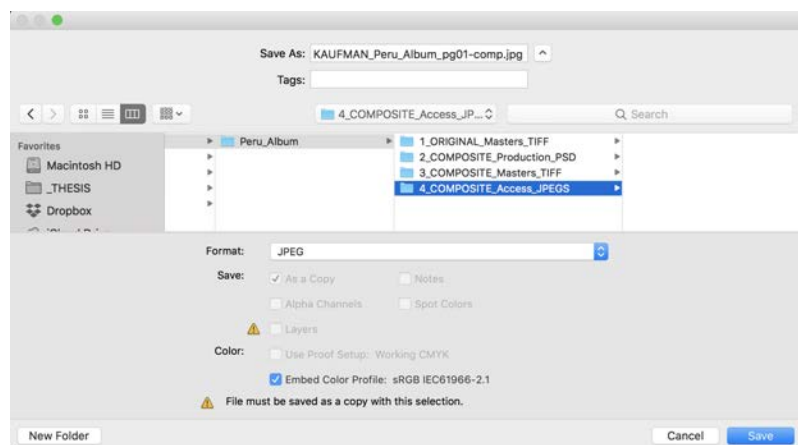 Save As: KAUFMAN_Peru_Album_pg01-comp.jpg
Tags:
4_COMPOSITE_Access_JP...
Search
Favorites
Macintosh HD
_THESIS
Dropbox
Peru_Album
1_ORIGINAL_Masters_TIFF
2_COMPOSITE_Production_PSD
3_COMPOSITE_Masters_TIFF
4_COMPOSITE_Access_JPEGS
Format: JPEG
Save: As a Copy Notes
Alpha Channels Spot Colors
Layers
Color: Use Proof Setup: Working CMYK
Embed Color Profile: sRGB IEC61966-2.1
File must be saved as a copy with this selection.
New Folder Cancel Save